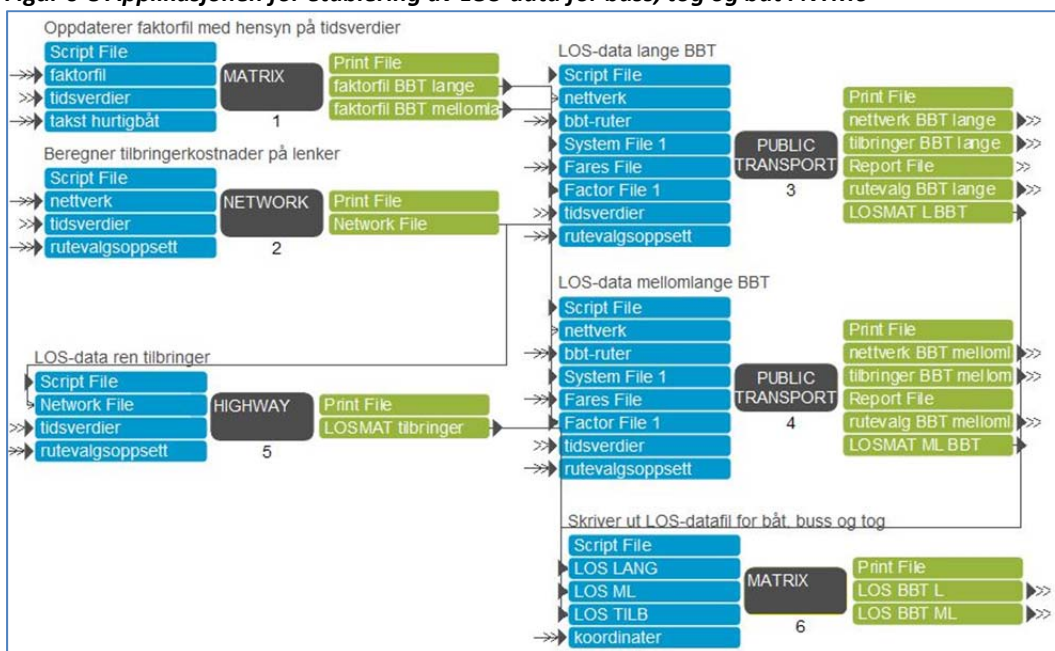 Oppdaterer faktorfil med hensyn på tidsverdier
Script File
faktorfil
tidsverdier
takst hurtigbåt
MATRIX
1
Print File
faktorfil BBT lange
faktorfil BBT mellomla
Beregner tilbringerkostnader på lenker
Script File
nettverk
tidsverdier
rutevalgsoppsett
NETWORK
2
Print File
Network File
LOS-data ren tilbringer
Script File
Network File
tidsverdier
rutevalgsoppsett
HIGHWAY
5
Print File
LOSMAT tilbringer
LOS-data lange BBT
Script File
nettverk
bbt-ruter
System File 1
Fares File
Factor File 1
tidsverdier
rutevalgsoppsett
PUBLIC
TRANSPORT
3
Print File
nettverk BBT lange
tilbringer BBT lange
Report File
rutevalg BBT lange
LOSMAT L BBT
LOS-data mellomlange BBT
Script File
nettverk
bbt-ruter
System File 1
Fares File
Factor File 1
tidsverdier
rutevalgsoppsett
PUBLIC
TRANSPORT
4
Print File
nettverk BBT melloml
tilbringer BBT mellom
Report File
rutevalg BBT melloml
LOSMAT ML BBT
Skriver ut LOS-datafil for båt, buss og tog
Script File
LOS LANG
LOS ML
LOS TILB
koordinater
MATRIX
6
Print File
LOS BBT L
LOS BBT ML